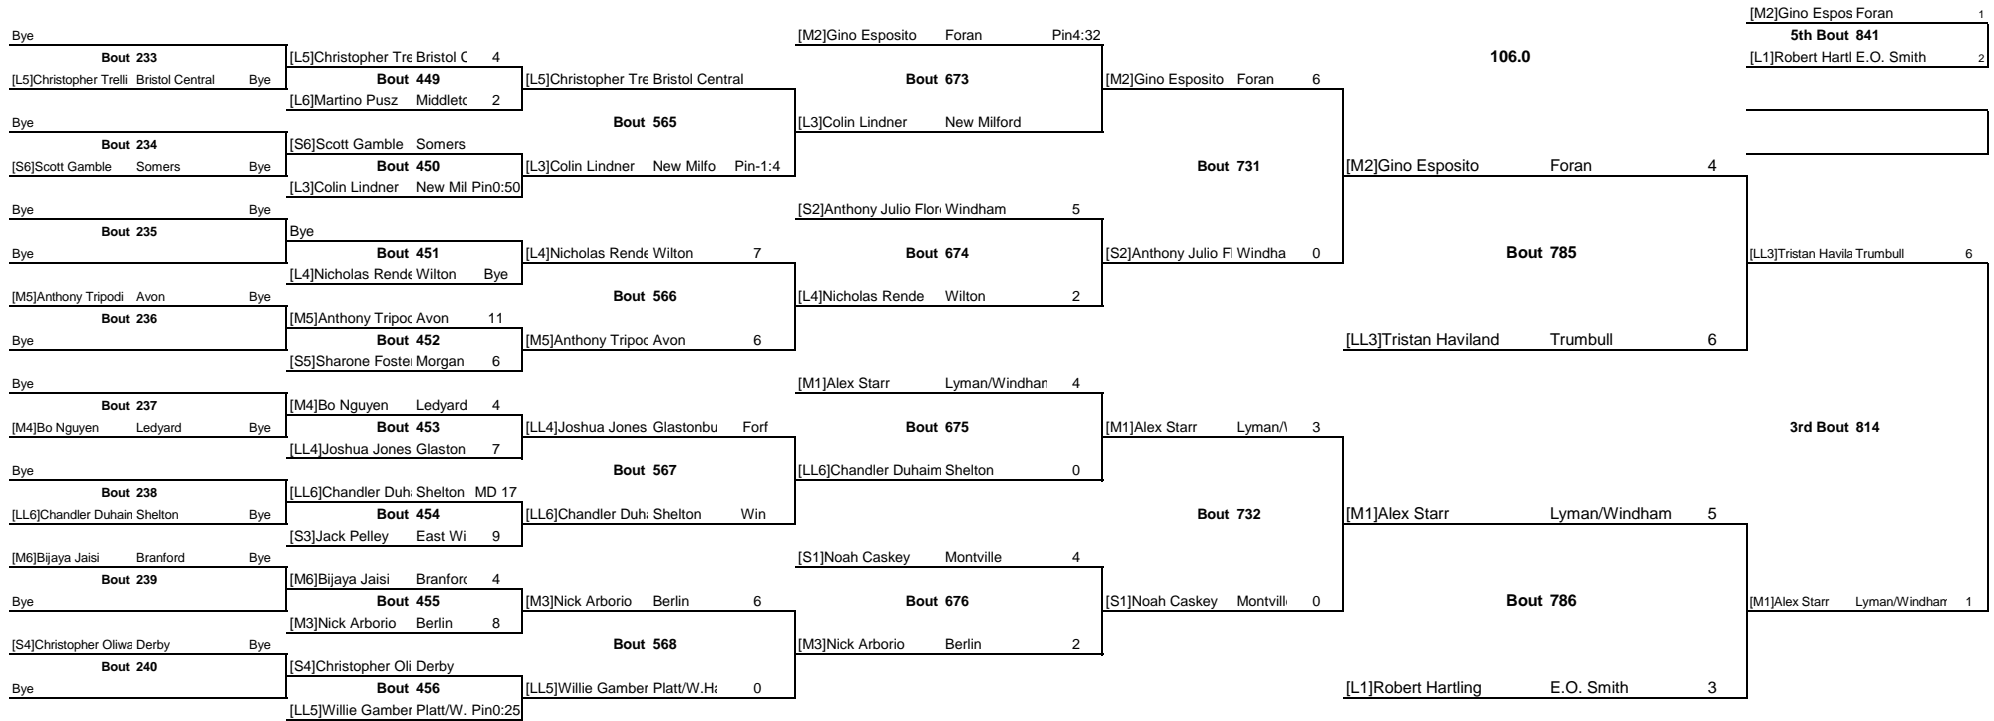 Bye
Bout 233
[L5]Christopher Trelli Bristol Central Bye
Bye
Bout 234
[S6]Scott Gamble Somers Bye
Bye Bye
Bout 235
Bye
[M5]Anthony Tripodi Avon Bye
Bout 236
Bye
Bye
Bout 237
[M4]Bo Nguyen Ledyard Bye
Bye
Bout 238
[LL6]Chandler Duhain Shelton Bye
[M6]Bijaya Jaisi Branford Bye
Bout 239
Bye
[S4]Christopher Oliwa Derby Bye
Bout 240
Bye
[L5]Christopher Tre Bristol C 4
Bout 449
[L6]Martino Pusz Middletc 2
[S6]Scott Gamble Somers
Bout 450
[L3]Colin Lindner New Mil Pin0:50
Bye
Bout 451
[L4]Nicholas Rende Wilton Bye
[M5]Anthony Tripoc Avon 11
Bout 452
[S5]Sharone Foster Morgan 6
[M4]Bo Nguyen Ledyard 4
Bout 453
[LL4]Joshua Jones Glaston 7
[LL6]Chandler Duh Shelton MD 17
Bout 454
[S3]Jack Pelley East Wi 9
[M6]Bijaya Jaisi Branforc 4
Bout 455
[M3]Nick Arborio Berlin 8
[S4]Christopher Oli Derby
Bout 456
[LL5]Willie Gamber Platt/W. Pin0:25
[L5]Christopher Tre Bristol Central
Bout 565
[L3]Colin Lindner New Milfo Pin-1:4
[L4]Nicholas Rende Wilton 7
Bout 566
[M5]Anthony Tripoc Avon 6
[LL4]Joshua Jones Glastonbu Forf
Bout 567
[LL6]Chandler Duh Shelton Win
[M3]Nick Arborio Berlin 6
Bout 568
[LL5]Willie Gamber Platt/W.Ha 0
[M2]Gino Esposito Foran Pin4:32
Bout 673
[L3]Colin Lindner New Milford
[S2]Anthony Julio Flor Windham 5
Bout 674
[L4]Nicholas Rende Wilton 2
[M1]Alex Starr Lyman/Windham 4
Bout 675
[LL6]Chandler Duhaim Shelton 0
[S1]Noah Caskey Montville 4
Bout 676
[M3]Nick Arborio Berlin 2
[M2]Gino Esposito Foran 6
Bout 731
[S2]Anthony Julio Fl Windha 0
[M1]Alex Starr Lyman/\ 3
Bout 732
[S1]Noah Caskey Montvill 0
106.0
[M2]Gino Esposito Foran 4
Bout 785
[LL3]Tristan Haviland Trumbull 6
[M1]Alex Starr Lyman/Windham 5
Bout 786
[L1]Robert Hartling E.O. Smith 3
[M2]Gino Espos Foran 1
5th Bout 841
[L1]Robert Hartl E.O. Smith 2
[LL3]Tristan Havila Trumbull 6
3rd Bout 814
[M1]Alex Starr Lyman/Windham 1